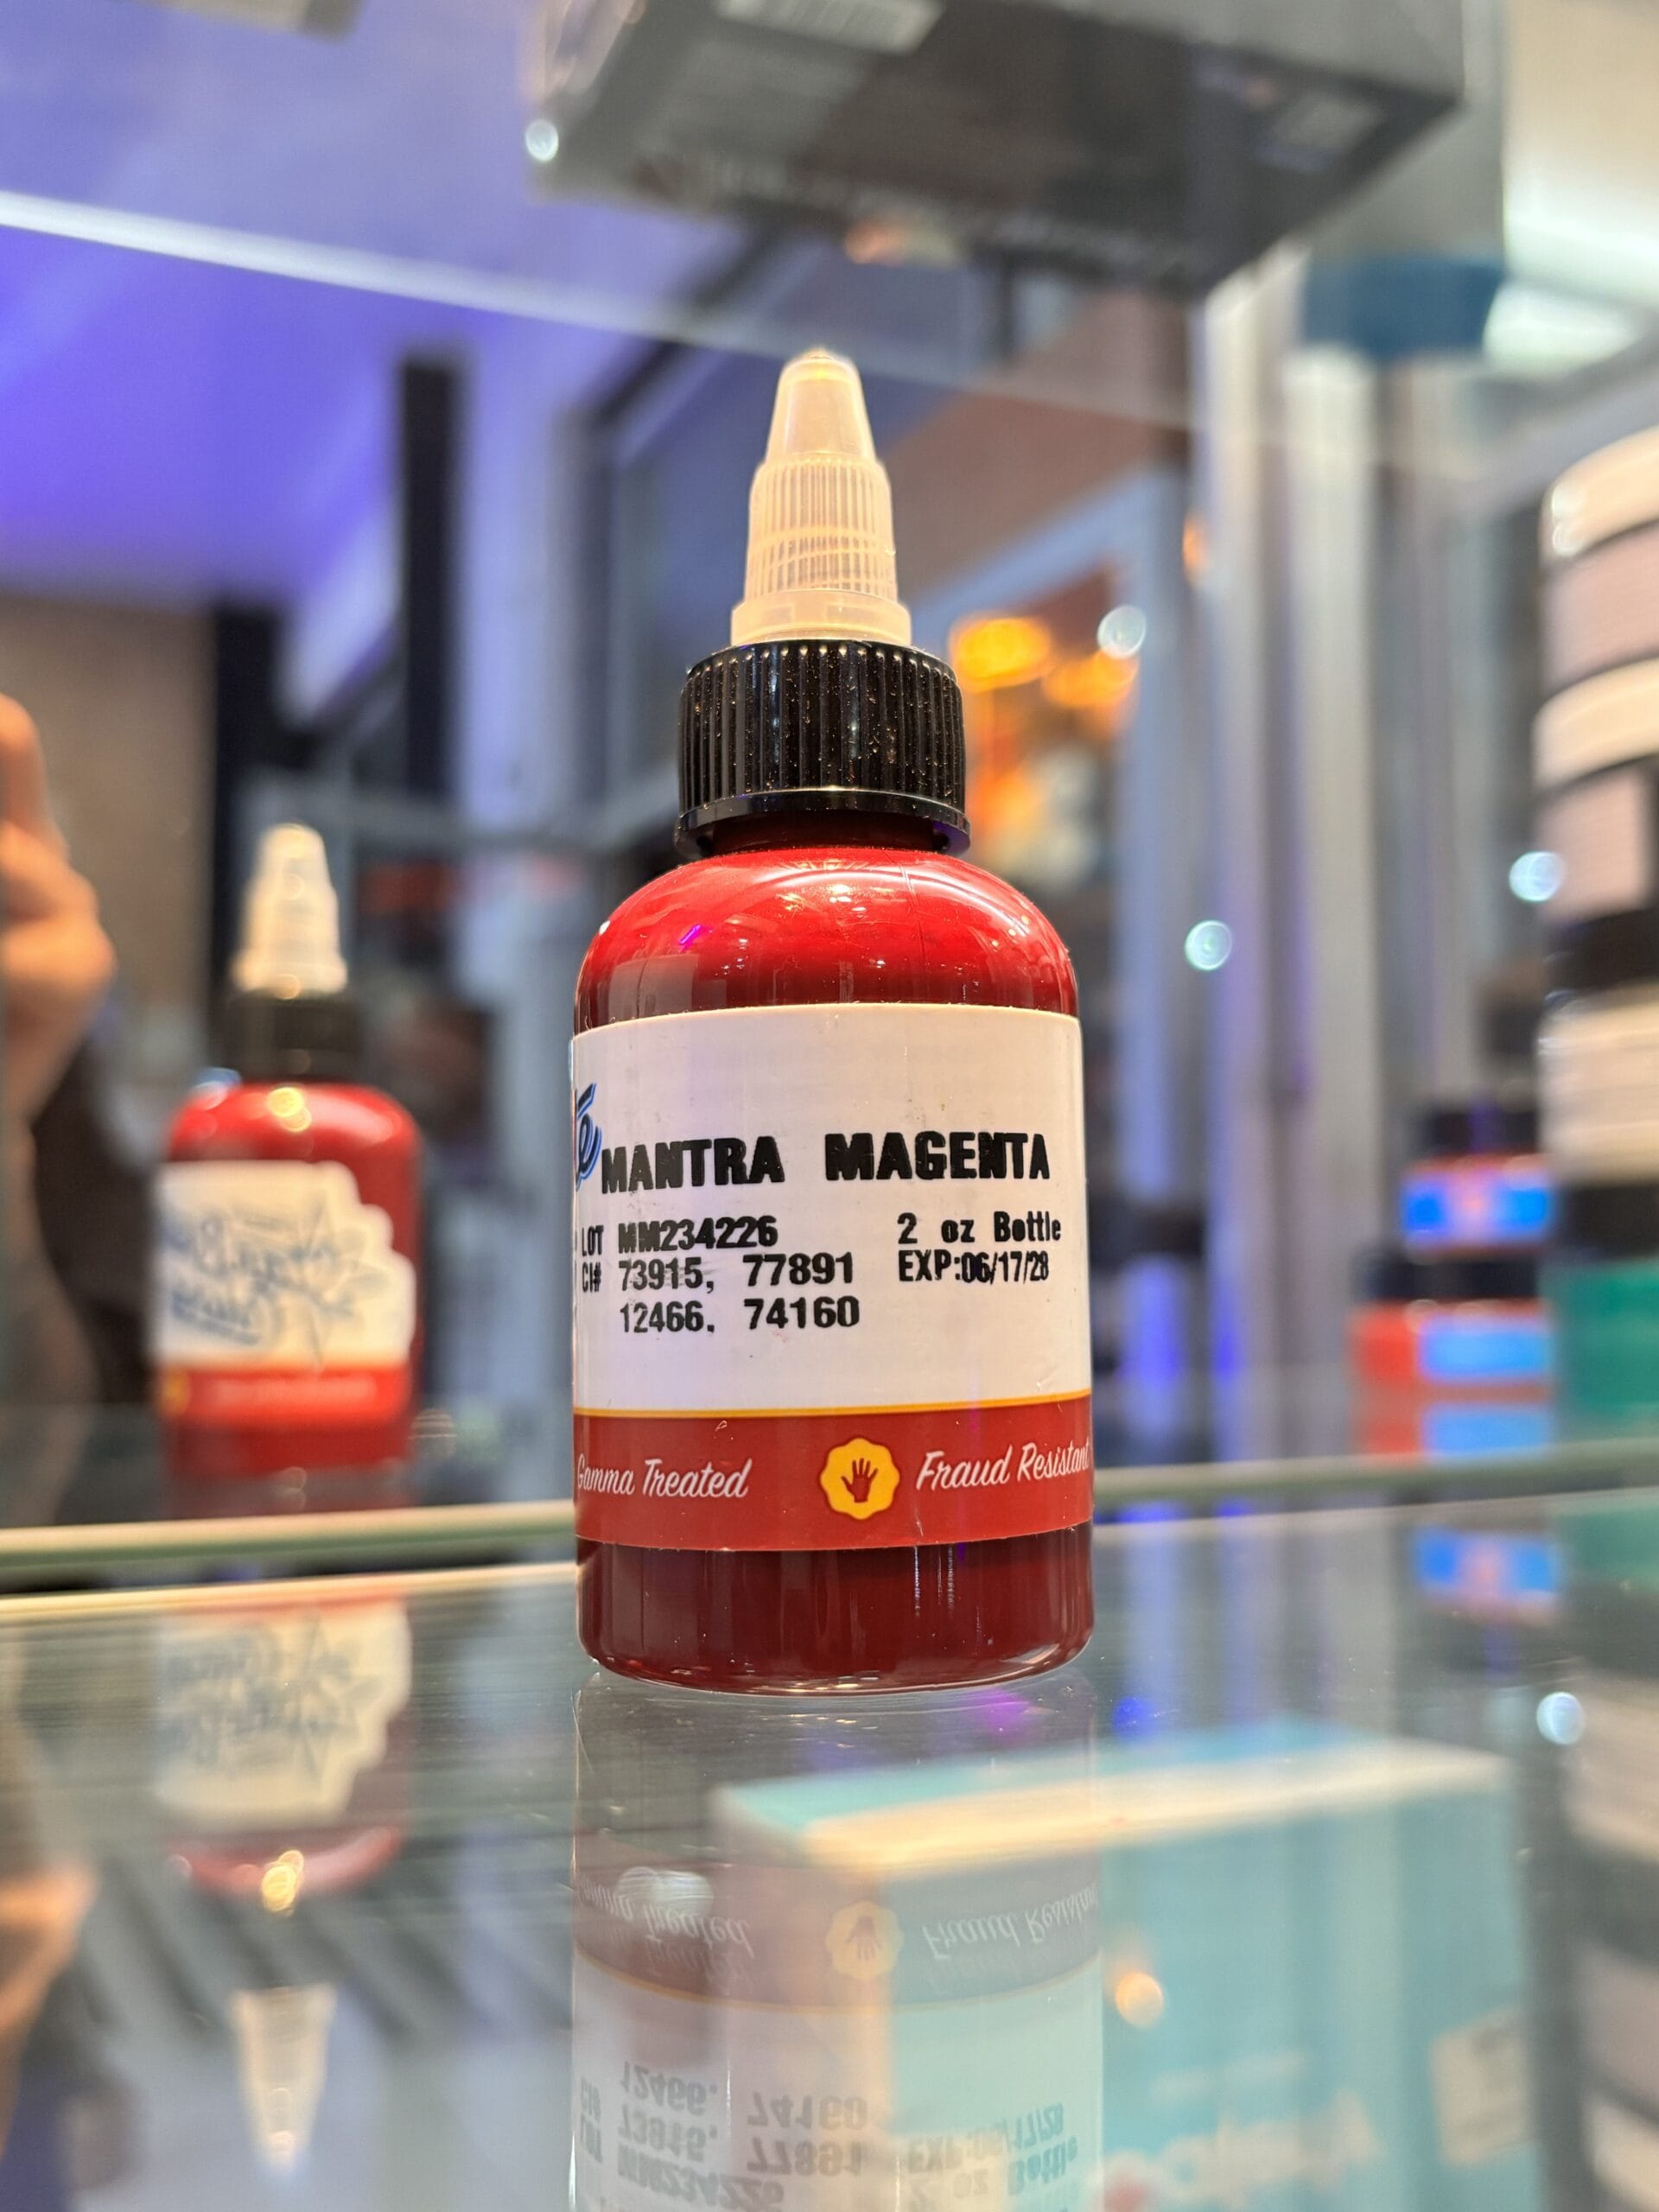 MANTRA MAGENTA
LOT MM234226
2 oz Bottle
CI# 73915, 77891
EXP:06/17/28
12466, 74160
Gamma Treated
Fraud Resistant